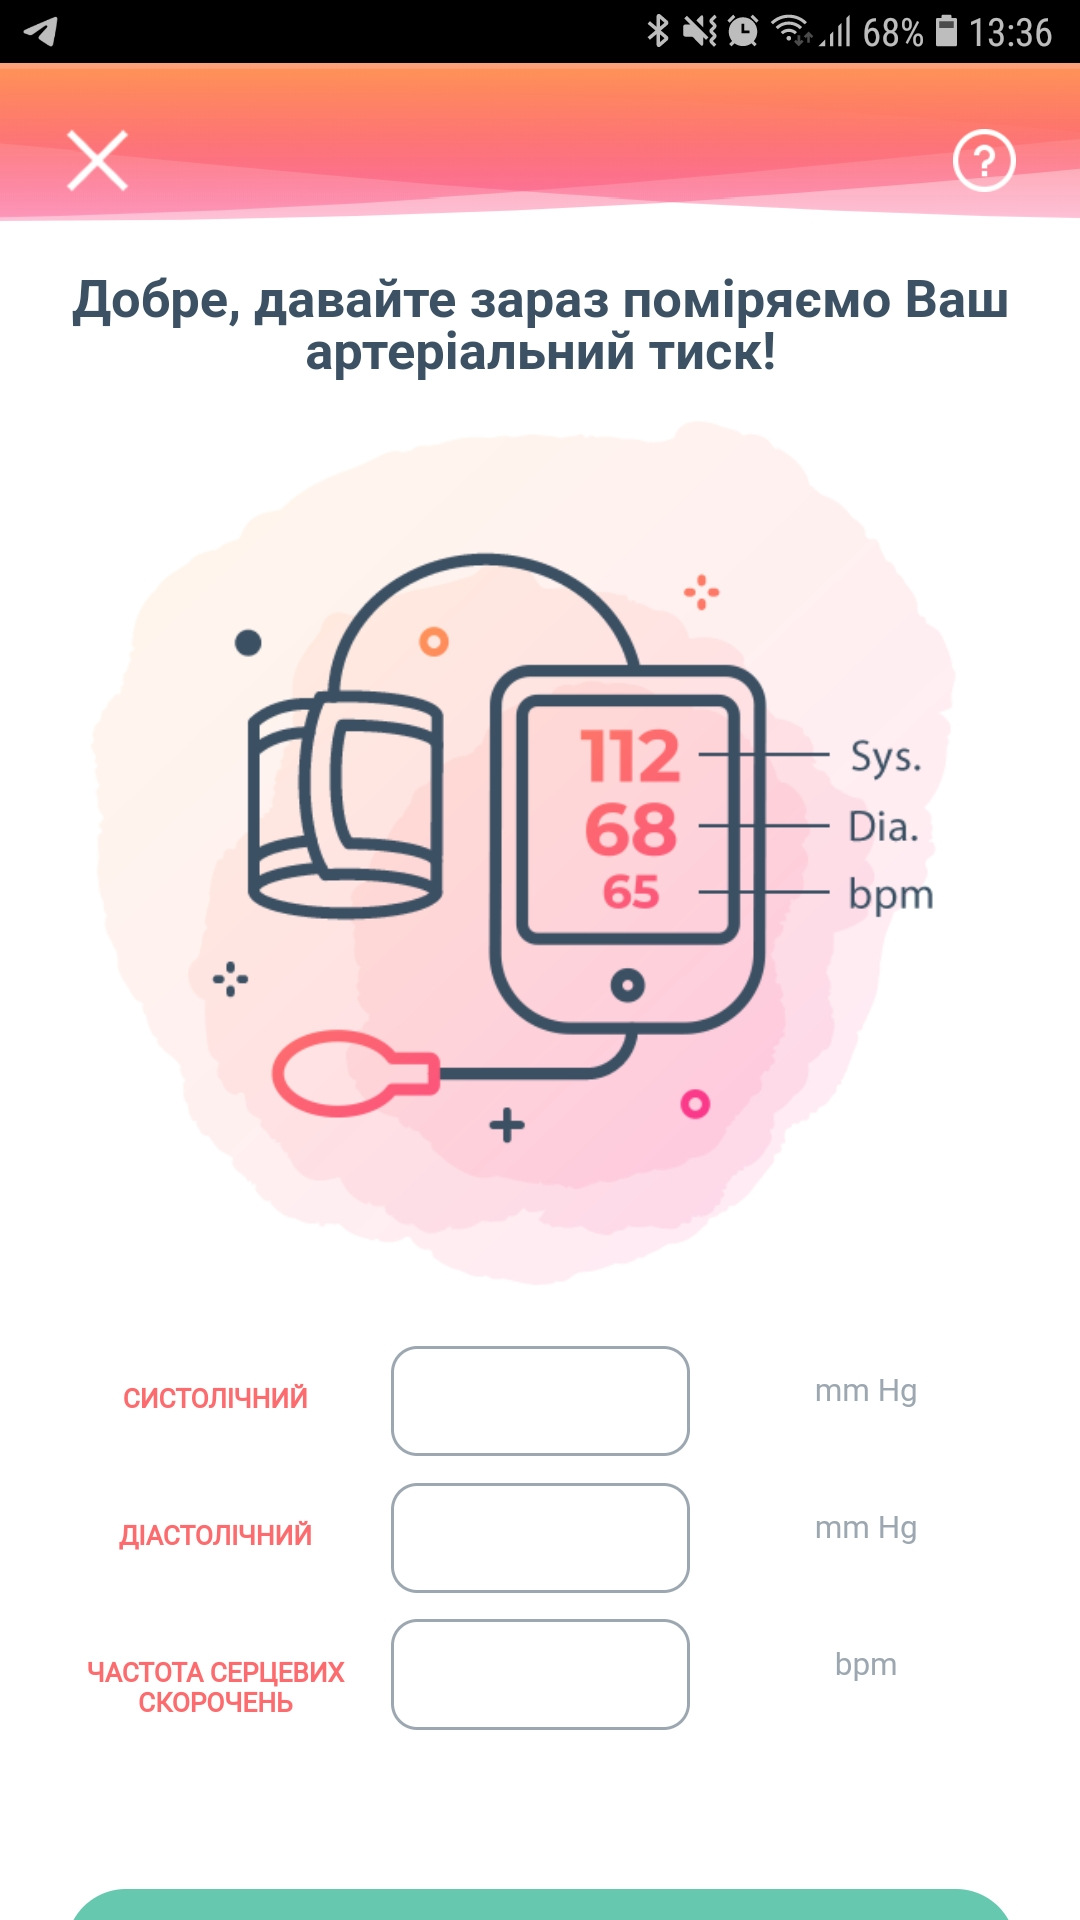 68% 13:36
?
Добре, давайте зараз поміряємо Ваш
артеріальний тиск!
112 Sys.
68 Dia.
65 bpm
СИСТОЛІЧНИЙ mm Hg
ДІАСТОЛІЧНИЙ mm Hg
ЧАСТОТА СЕРЦЕВИХ bpm
СКОРОЧЕНЬ